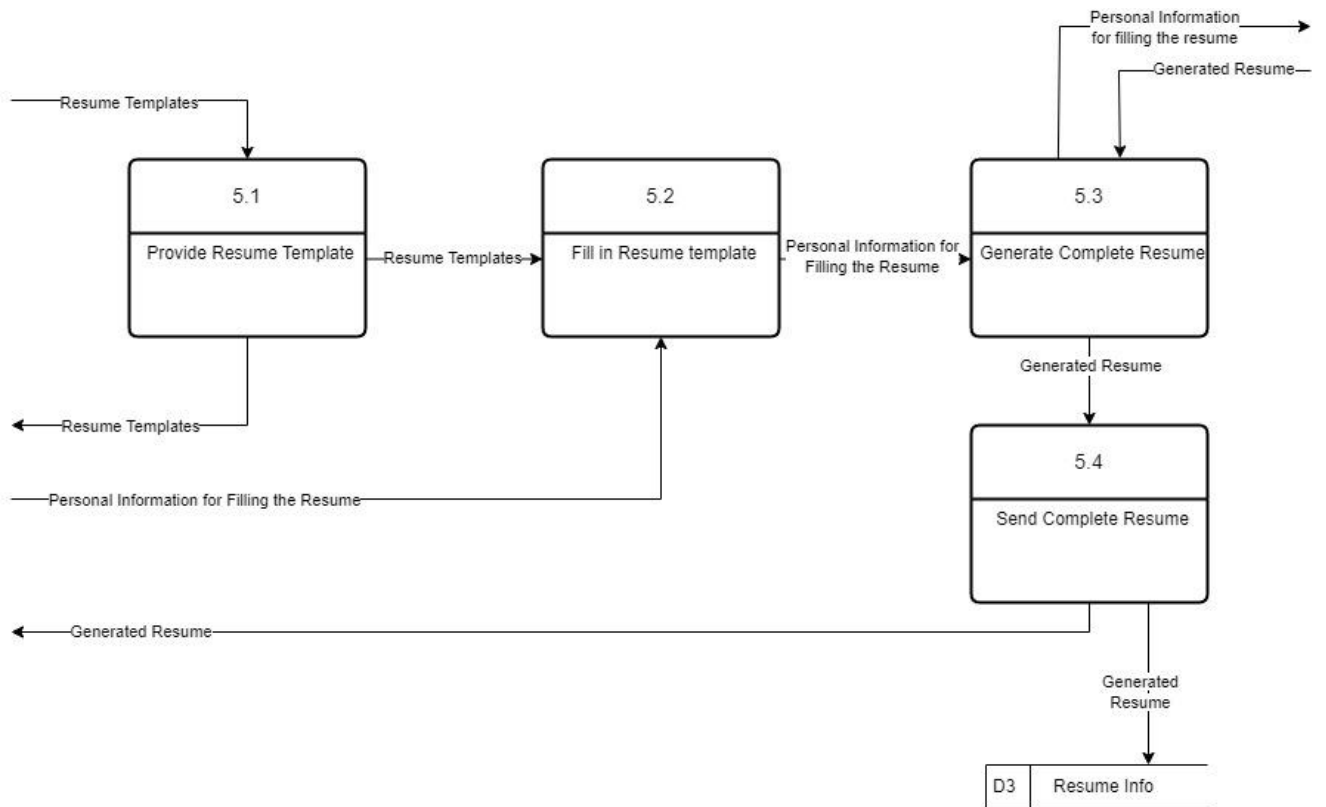 Personal Information
for filling the resume
Generated Resume
Resume Templates
5.1
5.2
5.3
Provide Resume Template
Resume Templates
Fill in Resume template
Personal Information for
Filling the Resume
Generate Complete Resume
Generated Resume
Resume Templates
5.4
Personal Information for Filling the Resume
Send Complete Resume
Generated Resume
Generated
Resume
D3
Resume Info